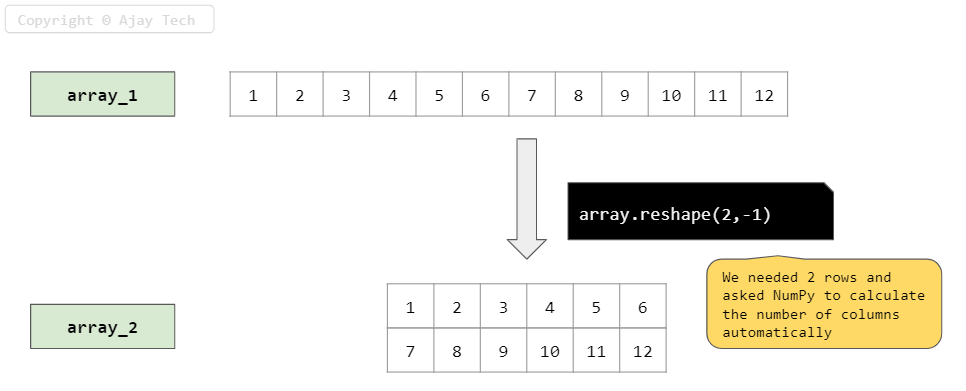 Copyright © Ajay Tech
array_1
1 2 3 4 5 6 7 8 9 10 11 12
array.reshape(2,-1)
We needed 2 rows and
asked NumPy to calculate
the number of columns
automatically
array_2
1 2 3 4 5 6
7 8 9 10 11 12